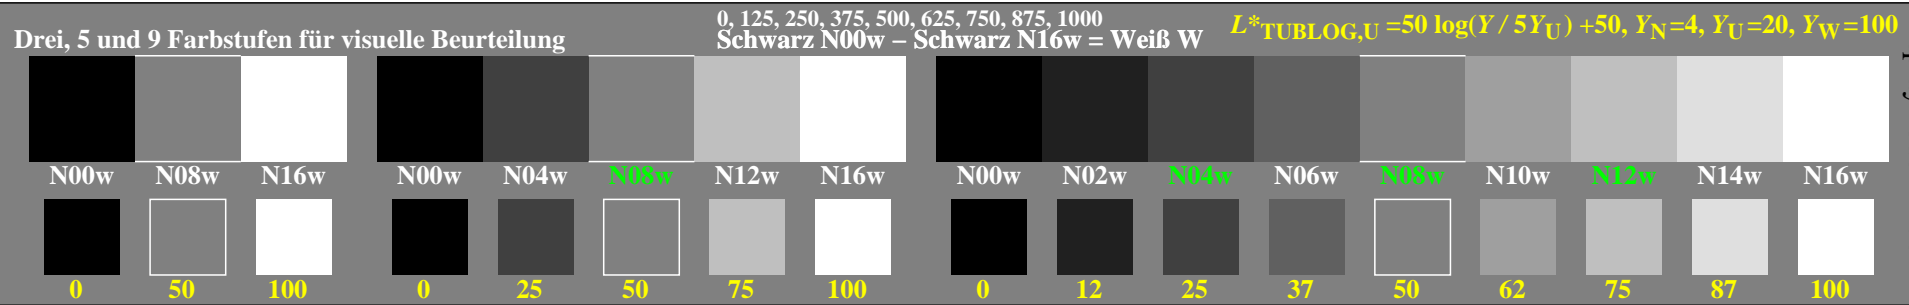 0, 125, 250, 375, 500, 625, 750, 875, 1000
Drei, 5 und 9 Farbstufen für visuelle Beurteilung
Schwarz N00w – Schwarz N16w = Weiß W
L*TUBLOG,U =50 log(Y / 5YU) +50, YN=4, YU=20, YW=100
N00w N08w N16w N00w N04w N08w N12w N16w N00w N02w N04w N06w N08w N10w N12w N14w N16w
0 50 100 0 25 50 75 100 0 12 25 37 50 62 75 87 100